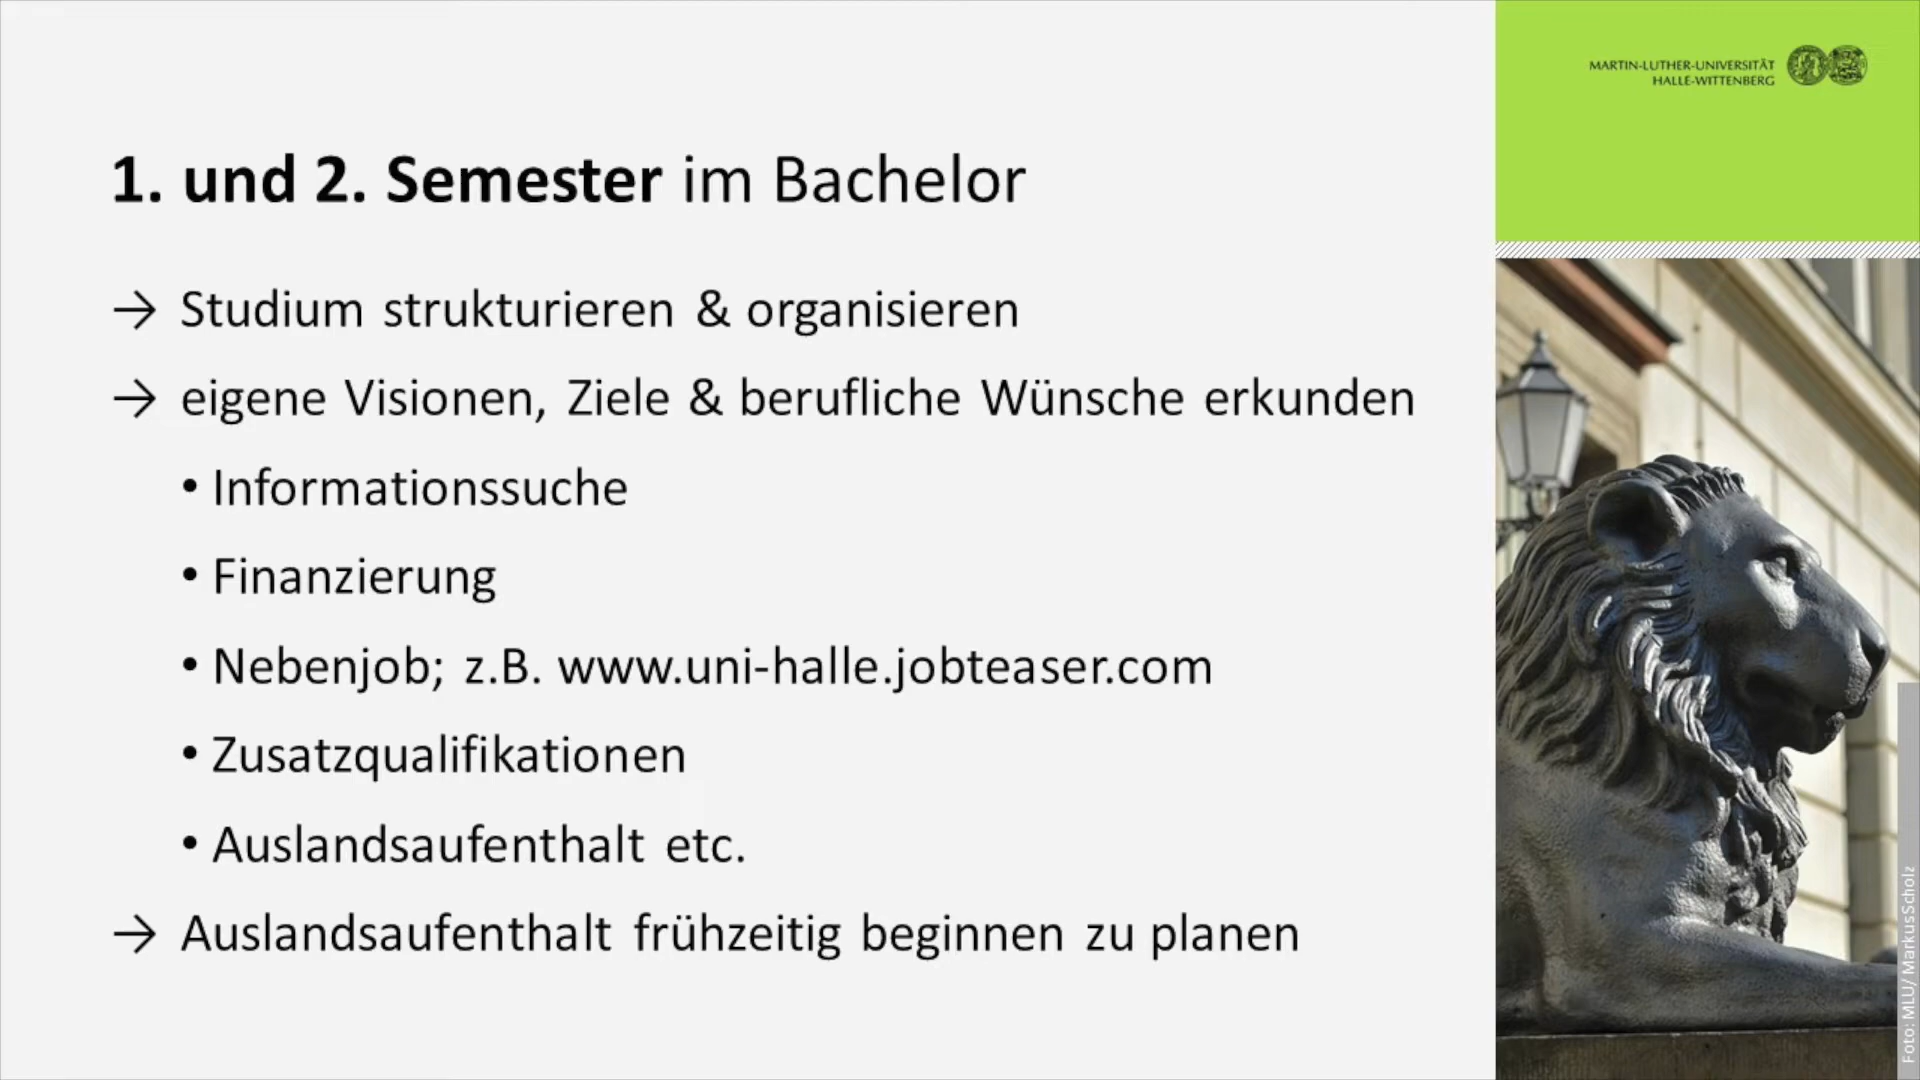 MARTIN-LUTHER-UNIVERSITÄT
HALLE-WITTENBERG
1. und 2. Semester im Bachelor
→ Studium strukturieren & organisieren
→ eigene Visionen, Ziele & berufliche Wünsche erkunden
• Informationssuche
• Finanzierung
• Nebenjob; z.B. www.uni-halle.jobteaser.com
• Zusatzqualifikationen
• Auslandsaufenthalt etc.
→ Auslandsaufenthalt frühzeitig beginnen zu planen
Foto: MLU/ MarkusScholz